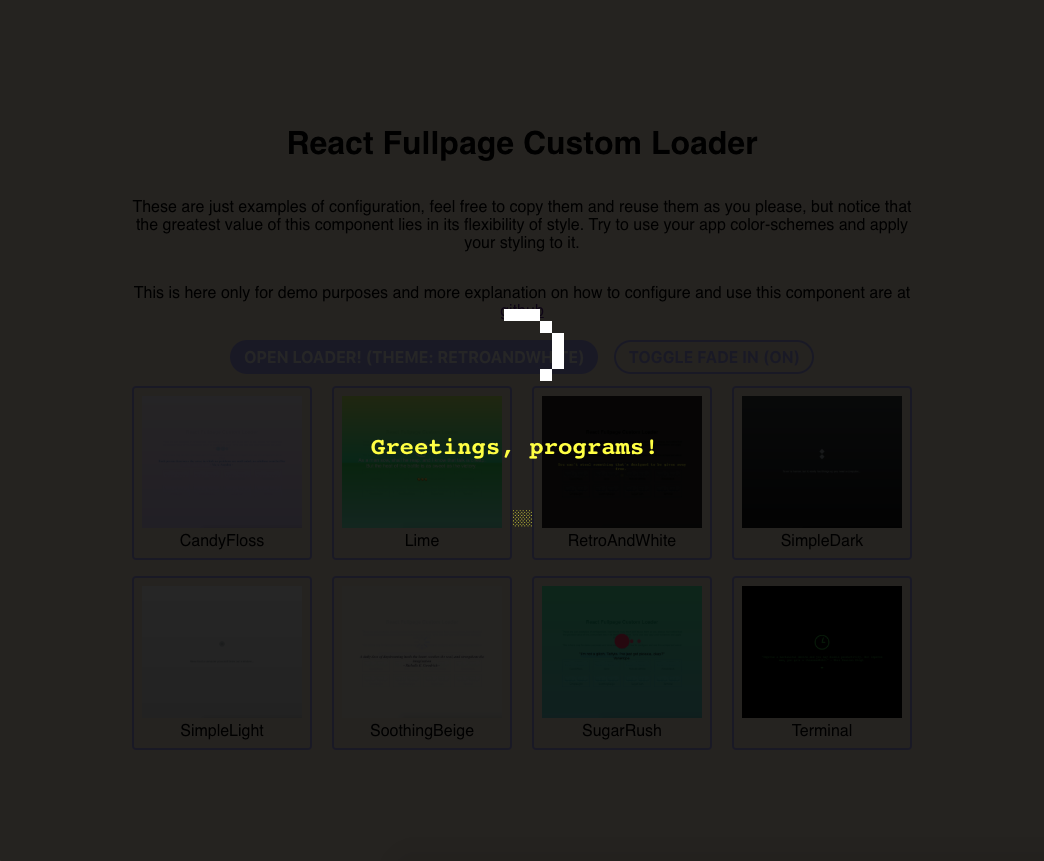 React Fullpage Custom Loader
These are just examples of configuration, feel free to copy them and reuse them as you please, but notice that
the greatest value of this component lies in its flexibility of style. Try to use your app color-schemes and apply
your styling to it.
This is here only for demo purposes and more explanation on how to configure and use this component are at
github
OPEN LOADER! (THEME: RETROANDWHITE)
TOGGLE FADE IN (ON)
Greetings, programs!
CandyFloss
Lime
RetroAndWhite
SimpleDark
SimpleLight
SoothingBeige
SugarRush
Terminal